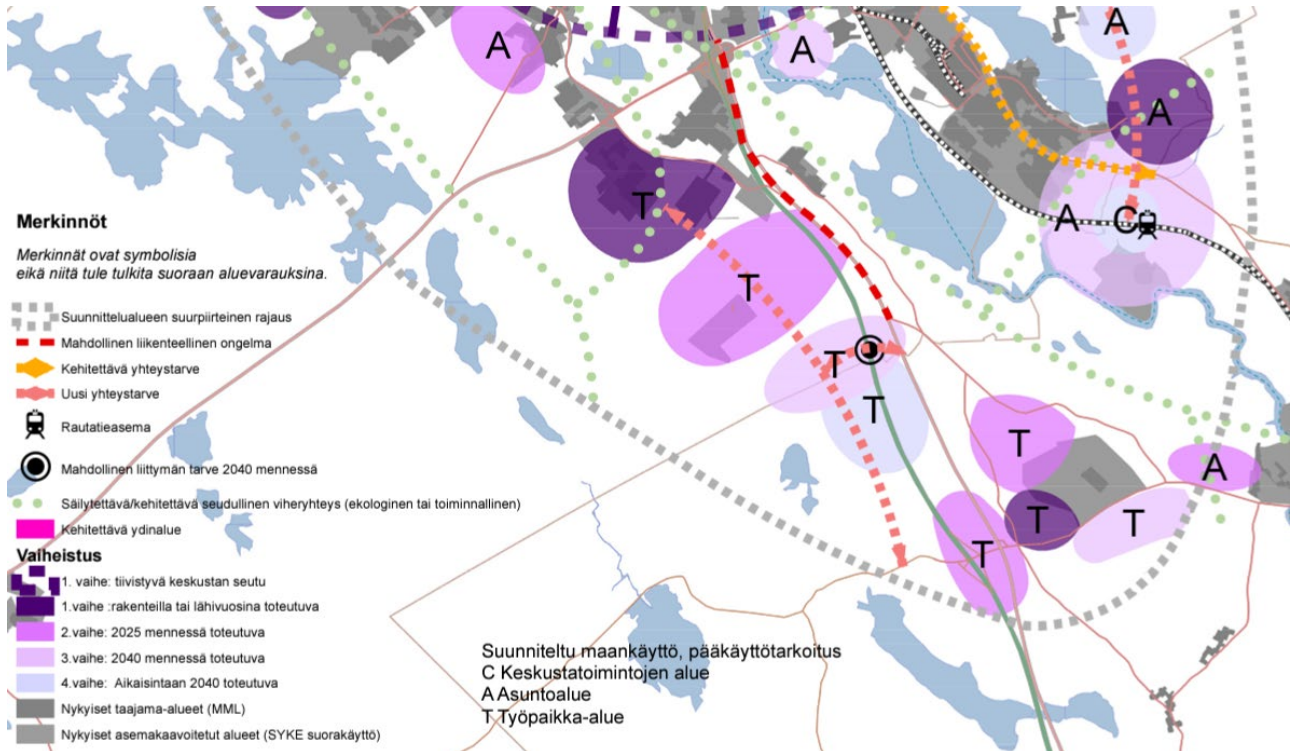 A
A
A
A
T
A
C
T
T
T
T
A
T
T
T
Merkinnät
Merkinnät ovat symbolisia
eikä niitä tule tulkita suoraan aluevarauksina.
Suunnittelualueen suurpiirteinen rajaus
Mahdollinen liikenteellinen ongelma
Kehitettävä yhteystarve
Uusi yhteystarve
Rautatieasema
Mahdollinen liittymän tarve 2040 mennessä
Säilytettävä/kehitettävä seudullinen viheryhteys (ekologinen tai toiminnallinen)
Kehitettävä ydinalue
Vaiheistus
1. vaihe: tiivistyvä keskustan seutu
1.vaihe :rakenteilla tai lähivuosina toteutuva
2.vaihe: 2025 mennessä toteutuva
3.vaihe: 2040 mennessä toteutuva
4.vaihe: Aikaisintaan 2040 toteutuva
Nykyiset taajama-alueet (MML)
Nykyiset asemakaavoitetut alueet (SYKE suorakäyttö)
Suunniteltu maankäyttö, pääkäyttötarkoitus
C Keskustatoimintojen alue
A Asuntoalue
T Työpaikka-alue